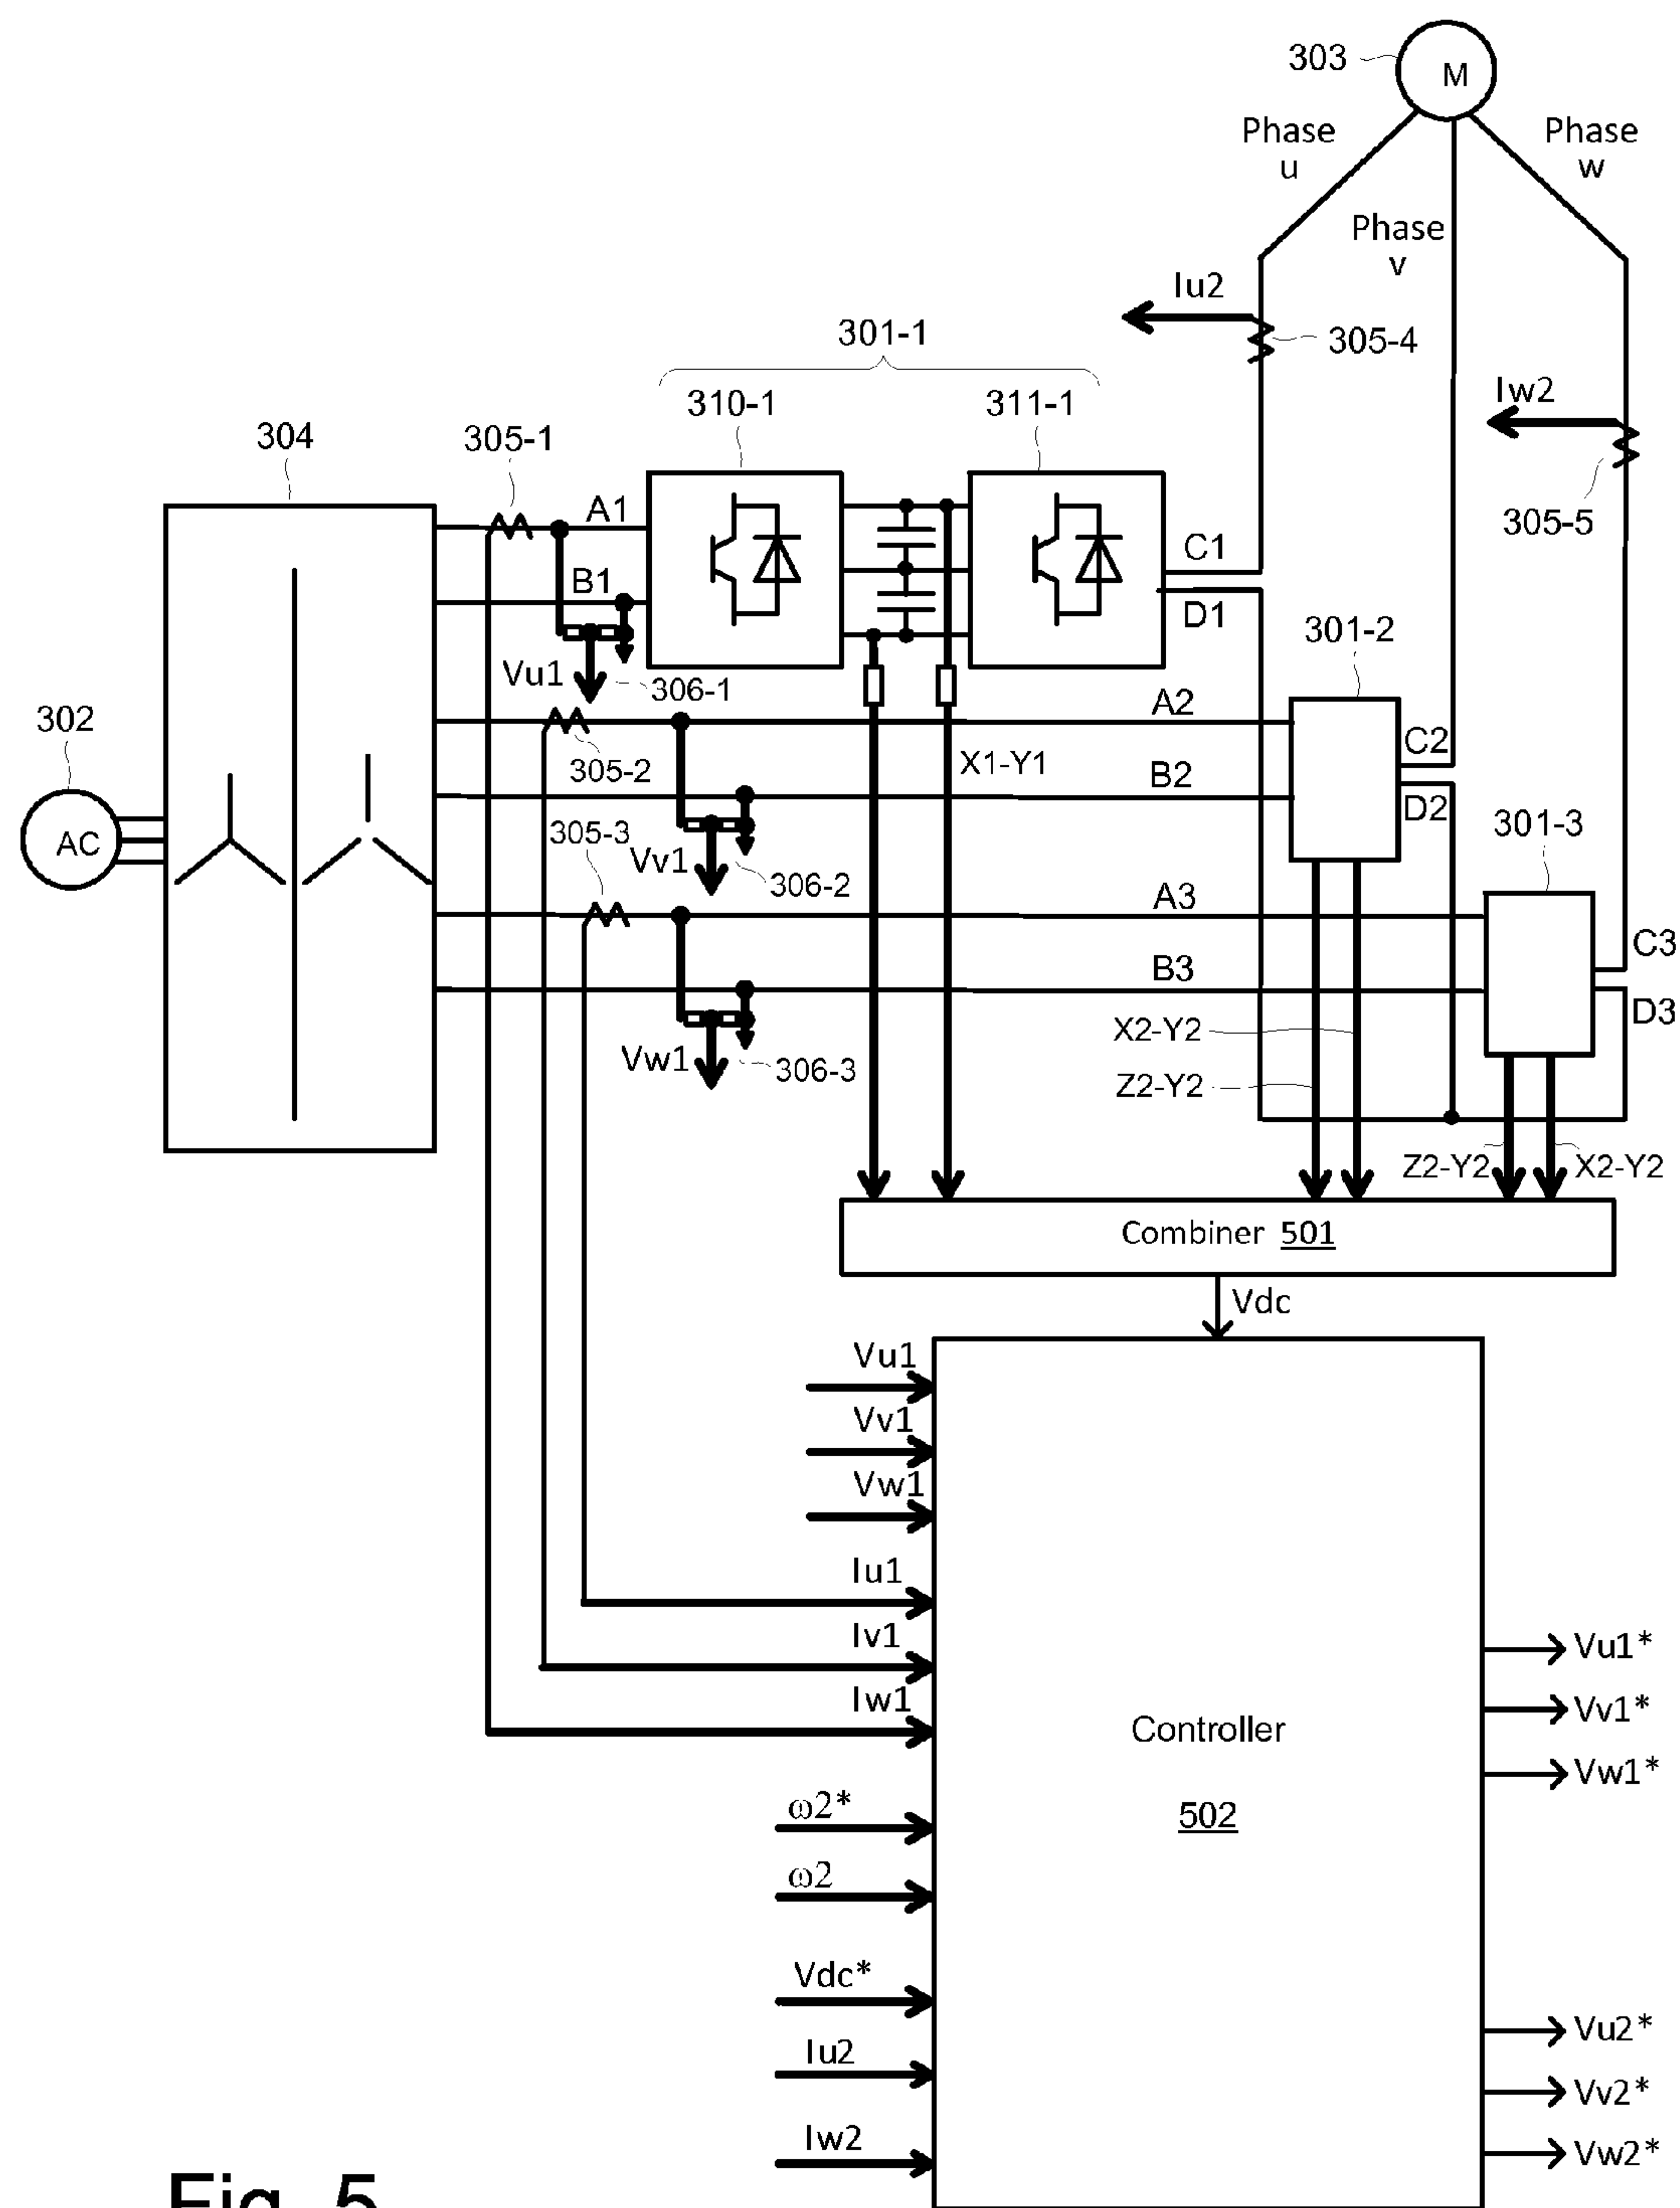 303
M
Phase
u
Phase
w
Phase
v
Iu2
305-4
301-1
Iw2
310-1
311-1
304
305-1
305-5
A1
C1
B1
D1
301-2
Vu1
306-1
A2
302
C2
305-2
X1-Y1
B2
D2
301-3
AC
305-3
Vv1
306-2
A3
C3
B3
D3
X2-Y2
Vw1
306-3
Z2-Y2
Z2-Y2
X2-Y2
Combiner 501
Vdc
Vu1
Vv1
Vw1
Iu1
Iv1
Iw1
Controller
502
Vu1*
Vv1*
Vw1*
ω2*
ω2
Vdc*
Iu2
Iw2
Vu2*
Vv2*
Vw2*
Fig. 5